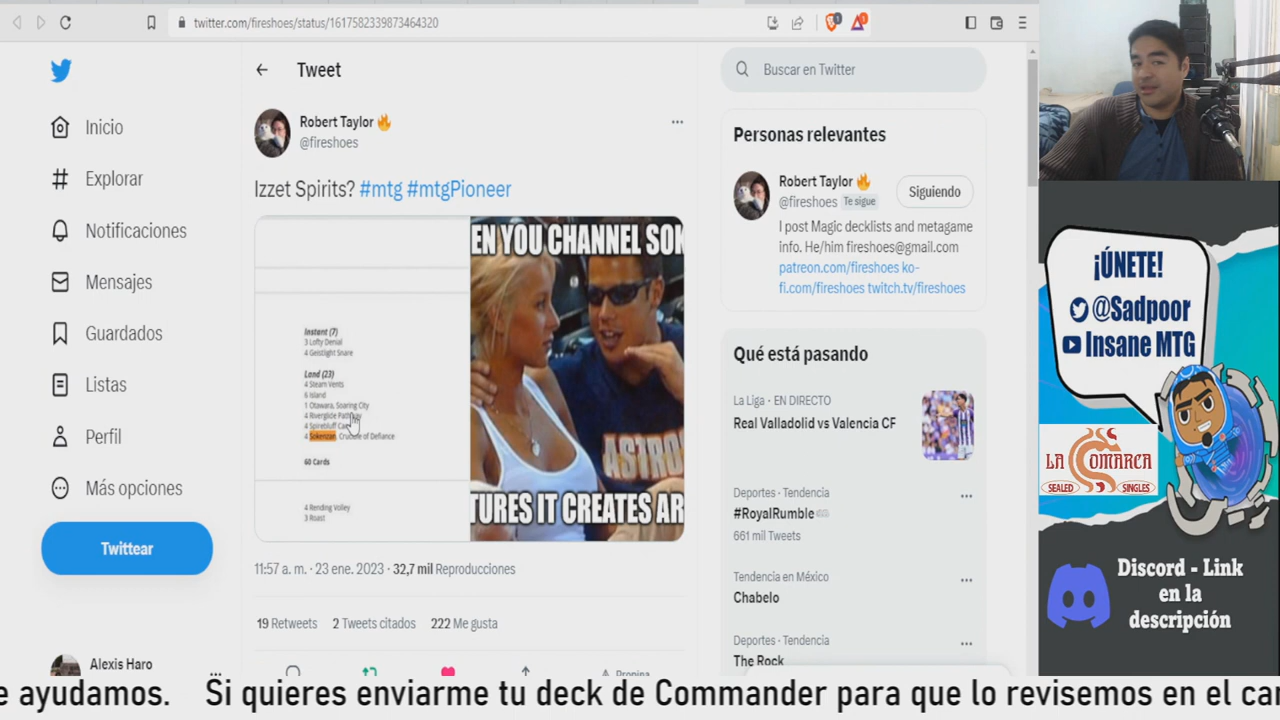 twitter.com/fireshoes/status/1617582339873464320
Tweet
Buscar en Twitter
Inicio
Explorar
Notificaciones
Mensajes
Guardados
Listas
Perfil
Más opciones
Twittear
Alexis Haro
Robert Taylor
@fireshoes
Izzet Spirits? #mtg #mtgPioneer
Instant (7)
3 Lofty Denial
4 Geistlight Snare
Land (23)
4 Steam Vents
6 Island
1 Otawara, Soaring City
4 Riverglide Pathway
4 Spirebluff
4 Sokenzan, Crucible of Defiance
60 Cards
4 Rending Volley
3 Roast
EN YOU CHANNEL SOK
ASTRO
TURES IT CREATES AR
11:57 a. m. · 23 ene. 2023 · 32,7 mil Reproducciones
19 Retweets 2 Tweets citados 222 Me gusta
Propina
Personas relevantes
Robert Taylor
@fireshoes Te sigue
Siguiendo
I post Magic decklists and metagame
info. He/him fireshoes@gmail.com
patreon.com/fireshoes ko-
fi.com/fireshoes twitch.tv/fireshoes
Qué está pasando
La Liga · EN DIRECTO
Real Valladolid vs Valencia CF
Deportes · Tendencia
#RoyalRumble
661 mil Tweets
Tendencia en México
Chabelo
Deportes · Tendencia
The Rock
¡ÚNETE!
@Sadpoor
Insane MTG
LA COMARCA
SEALED SINGLES
Discord - Link
en la
descripción
e ayudamos. Si quieres enviarme tu deck de Commander para que lo revisemos en el can